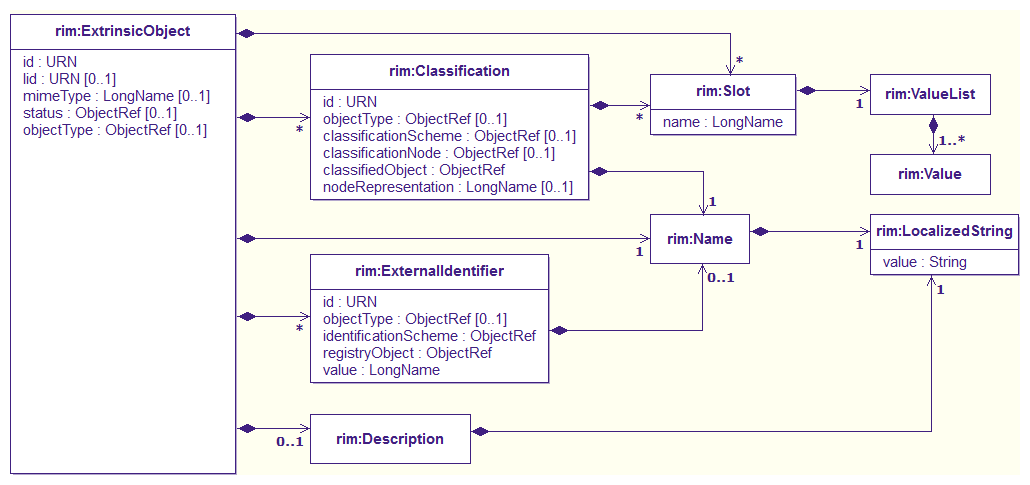 rim:ExtrinsicObject
id : URN
lid : URN [0..1]
mimeType : LongName [0..1]
status : ObjectRef [0..1]
objectType : ObjectRef [0..1]
*
rim:Classification
id : URN
objectType : ObjectRef [0..1]
classificationScheme : ObjectRef [0..1]
classificationNode : ObjectRef [0..1]
classifiedObject : ObjectRef
nodeRepresentation : LongName [0..1]
*
*
rim:Slot
name : LongName
1
rim:ValueList
1..*
rim:Value
1
1
rim:Name
1
rim:LocalizedString
value : String
*
rim:ExternalIdentifier
id : URN
objectType : ObjectRef [0..1]
identificationScheme : ObjectRef
registryObject : ObjectRef
value : LongName
0..1
1
0..1
rim:Description